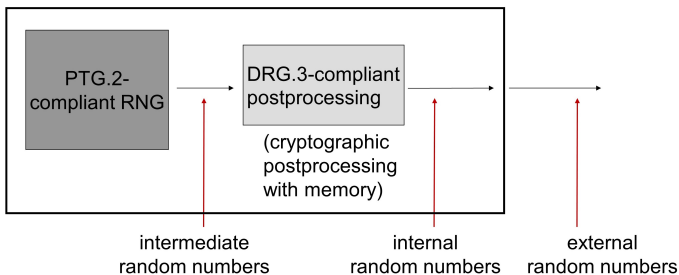 PTG.2-
compliant RNG
DRG.3-compliant
postprocessing
(cryptographic
postprocessing
with memory)
intermediate
random numbers
internal
random numbers
external
random numbers